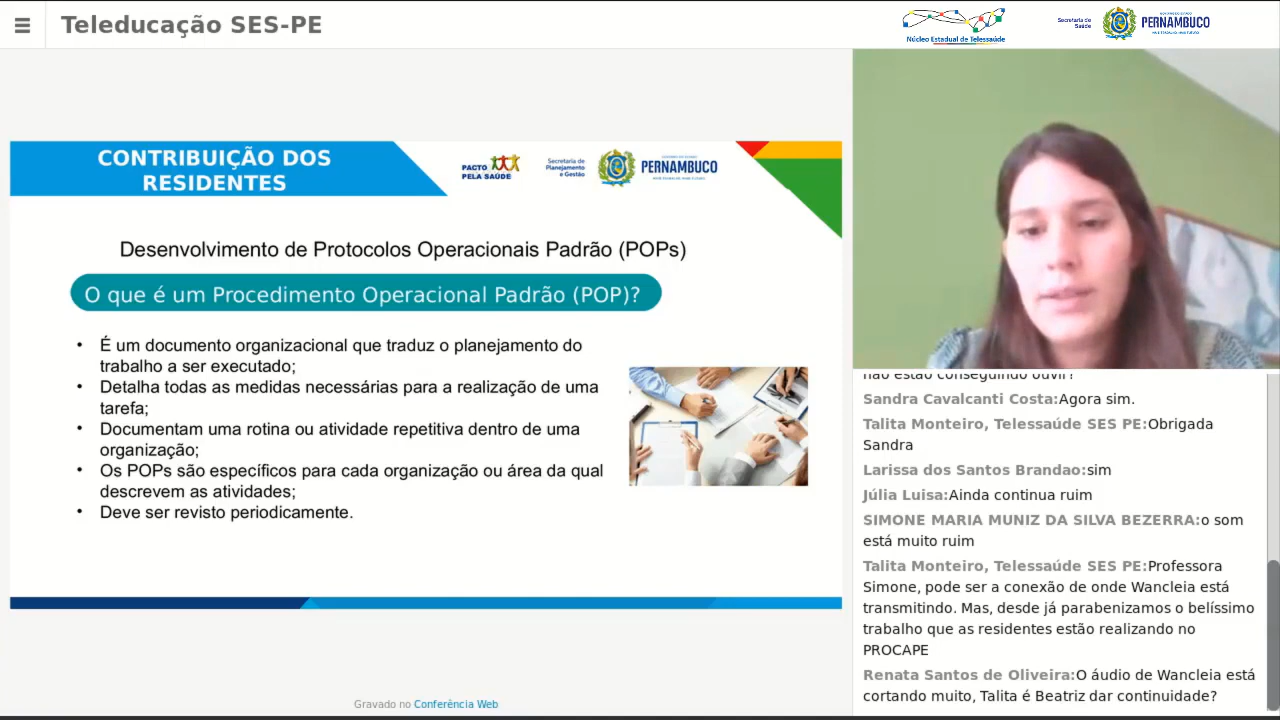 Teleducação SES-PE
Núcleo Estadual de Telessaúde
Secretaria de
Saúde
PERNAMBUCO
CONTRIBUIÇÃO DOS
RESIDENTES
PACTO
PELA SAÚDE
Secretaria de
Planejamento
e Gestão
PERNAMBUCO
Desenvolvimento de Protocolos Operacionais Padrão (POPs)
O que é um Procedimento Operacional Padrão (POP)?
• É um documento organizacional que traduz o planejamento do
trabalho a ser executado;
• Detalha todas as medidas necessárias para a realização de uma
tarefa;
• Documentam uma rotina ou atividade repetitiva dentro de uma
organização;
• Os POPs são específicos para cada organização ou área da qual
descrevem as atividades;
• Deve ser revisto periodicamente.
Gravado no Conferência Web
não estão conseguindo ouvir?
Sandra Cavalcanti Costa:Agora sim.
Talita Monteiro, Telessaúde SES PE:Obrigada
Sandra
Larissa dos Santos Brandao:sim
Júlia Luisa:Ainda continua ruim
SIMONE MARIA MUNIZ DA SILVA BEZERRA:o som
está muito ruim
Talita Monteiro, Telessaúde SES PE:Professora
Simone, pode ser a conexão de onde Wancleia está
transmitindo. Mas, desde já parabenizamos o belíssimo
trabalho que as residentes estão realizando no
PROCAPE
Renata Santos de Oliveira:O áudio de Wancleia está
cortando muito, Talita é Beatriz dar continuidade?